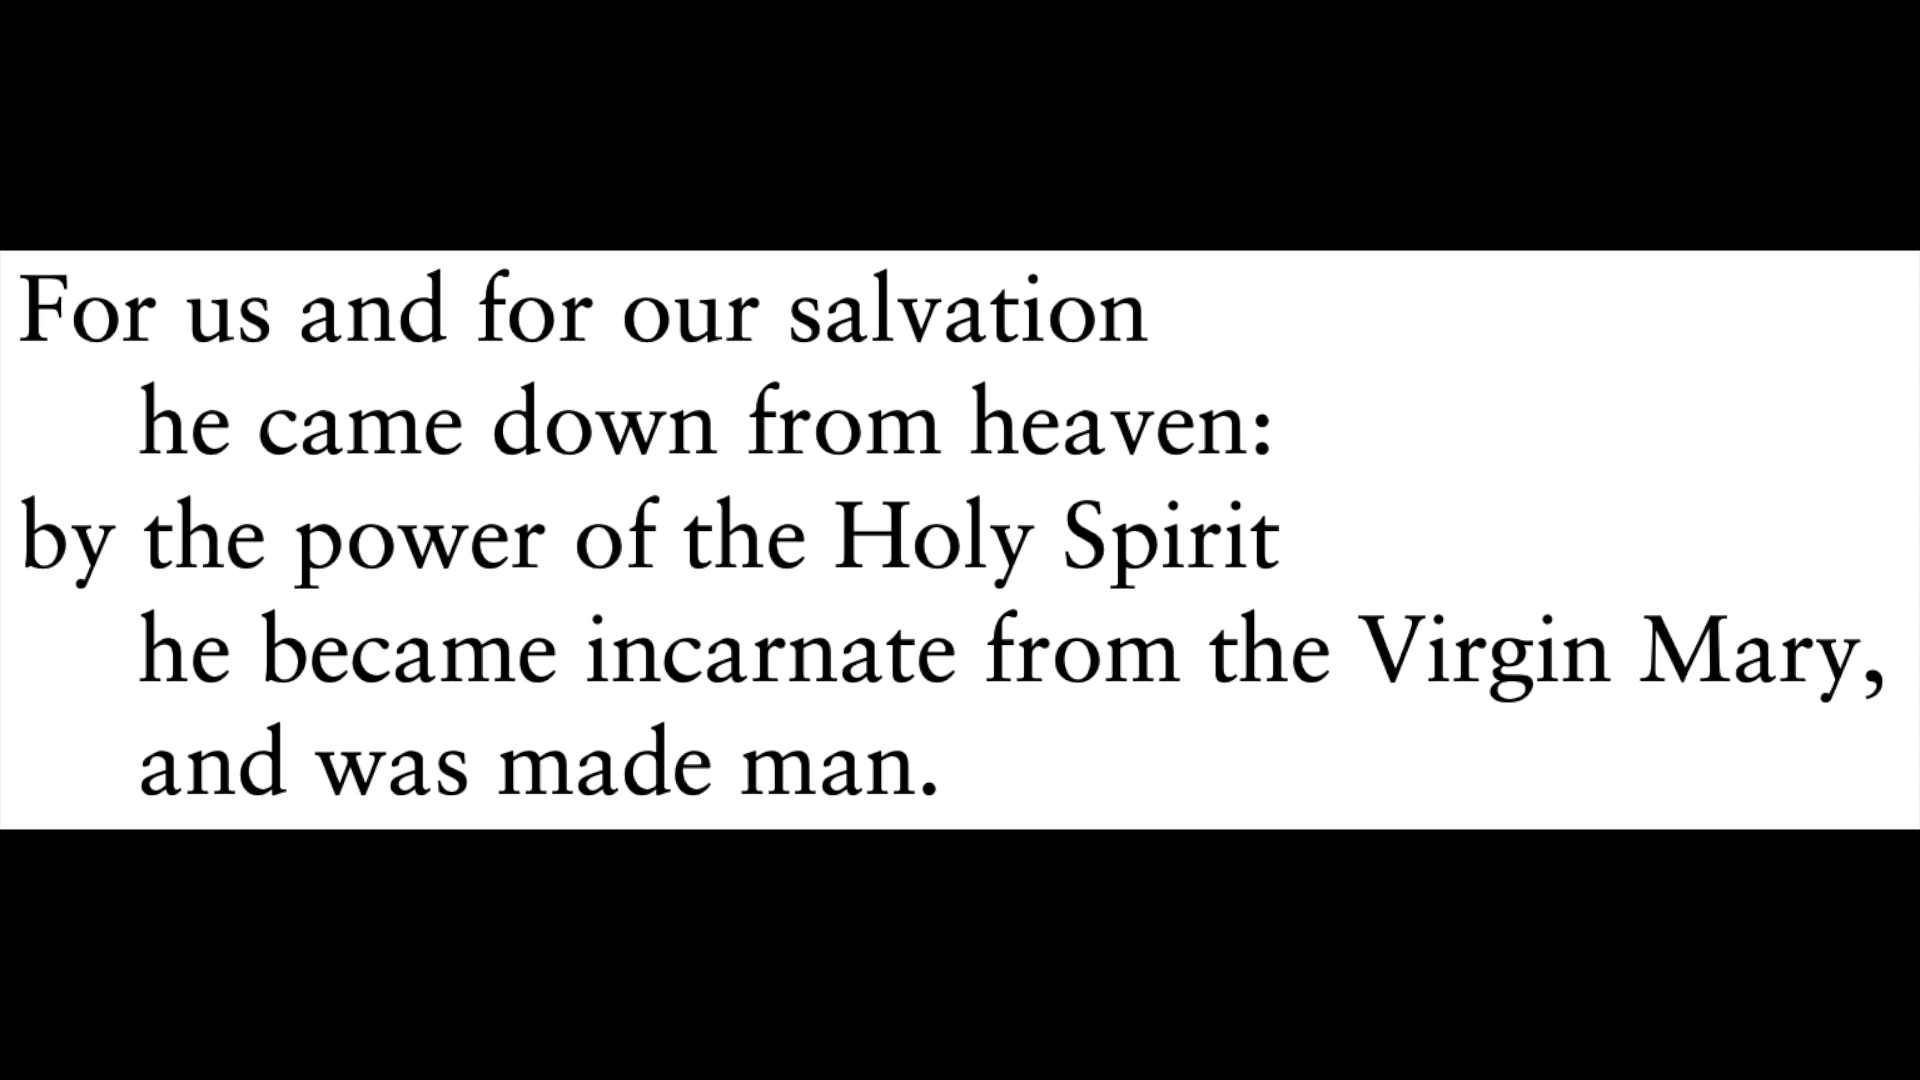 For us and for our salvation
he came down from heaven:
by the power of the Holy Spirit
he became incarnate from the Virgin Mary,
and was made man.